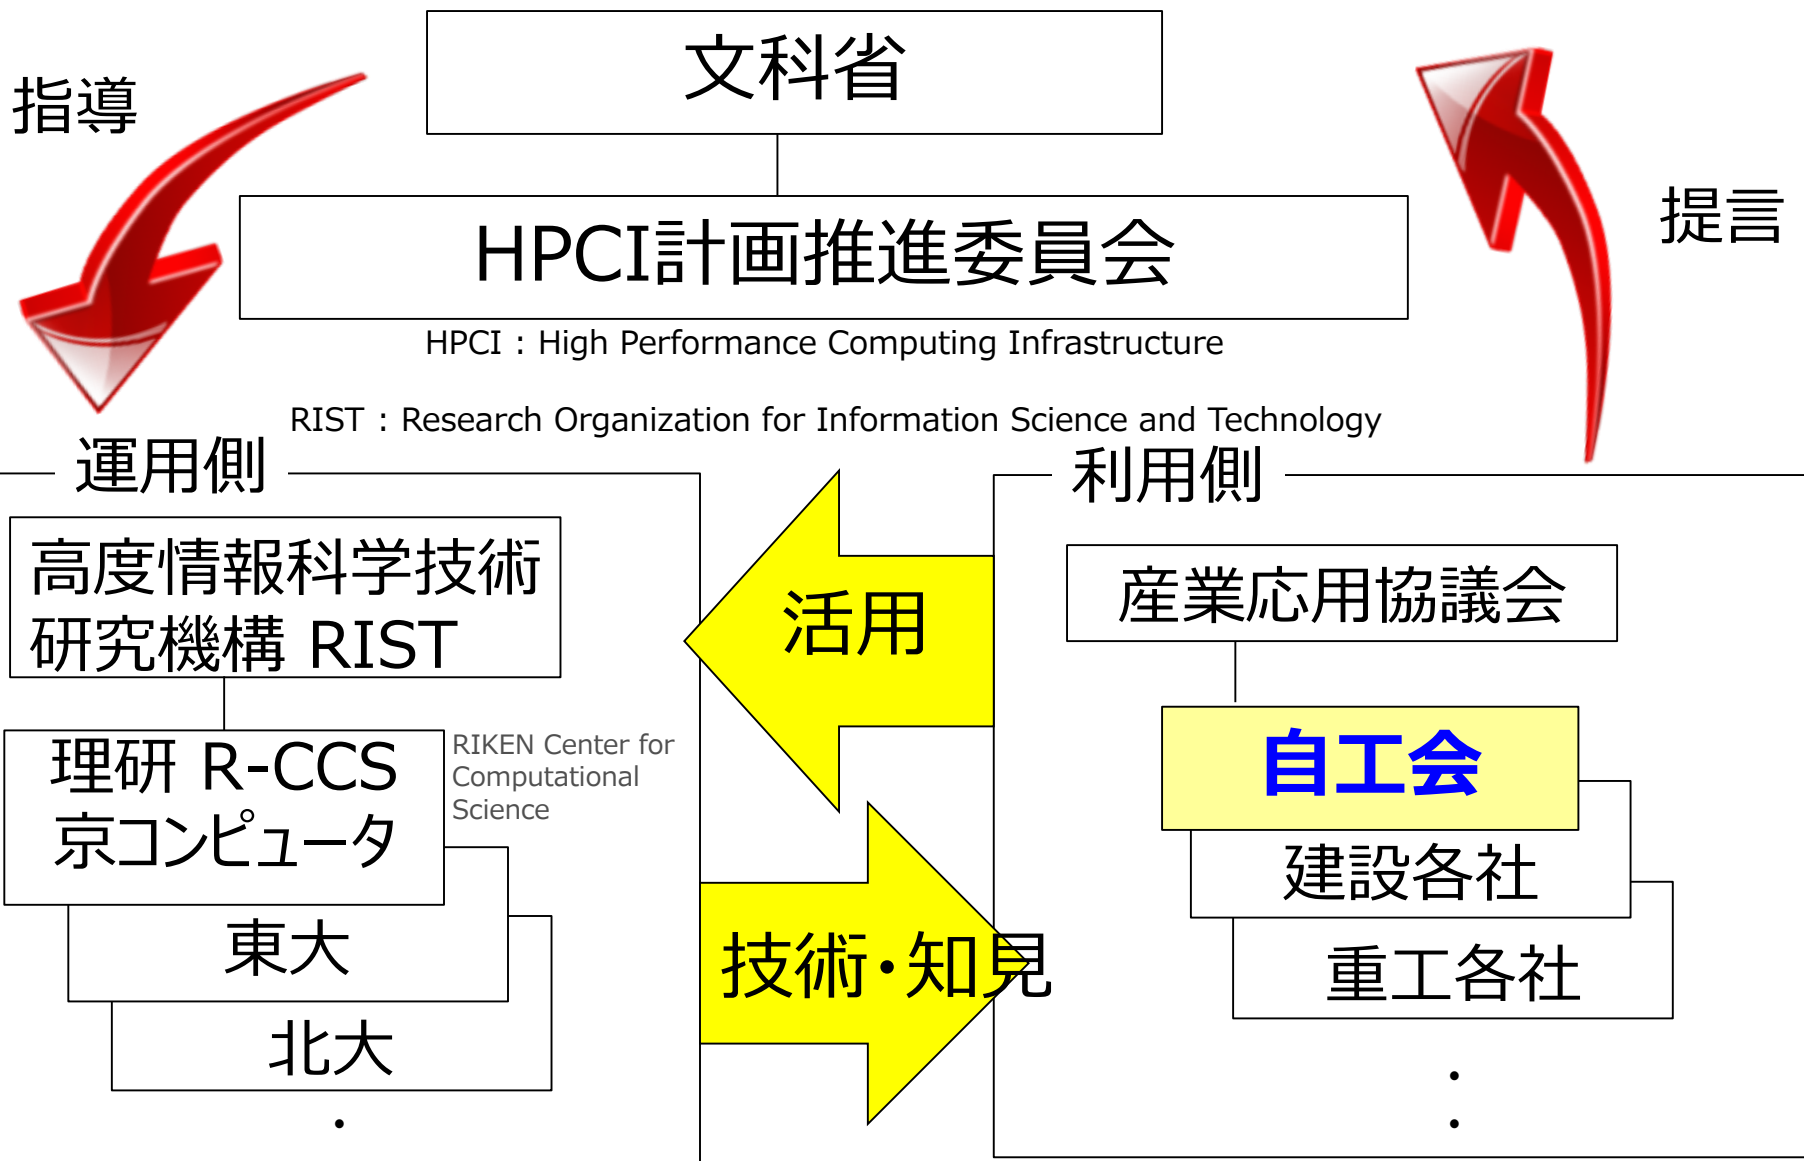 文科省
指導
提言
HPCI計画推進委員会
HPCI : High Performance Computing Infrastructure
RIST : Research Organization for Information Science and Technology
運用側
高度情報科学技術
研究機構 RIST
理研 R-CCS
京コンピュータ
RIKEN Center for
Computational
Science
東大
北大
・
活用
技術・知見
利用側
産業応用協議会
自工会
建設各社
重工各社
・
・